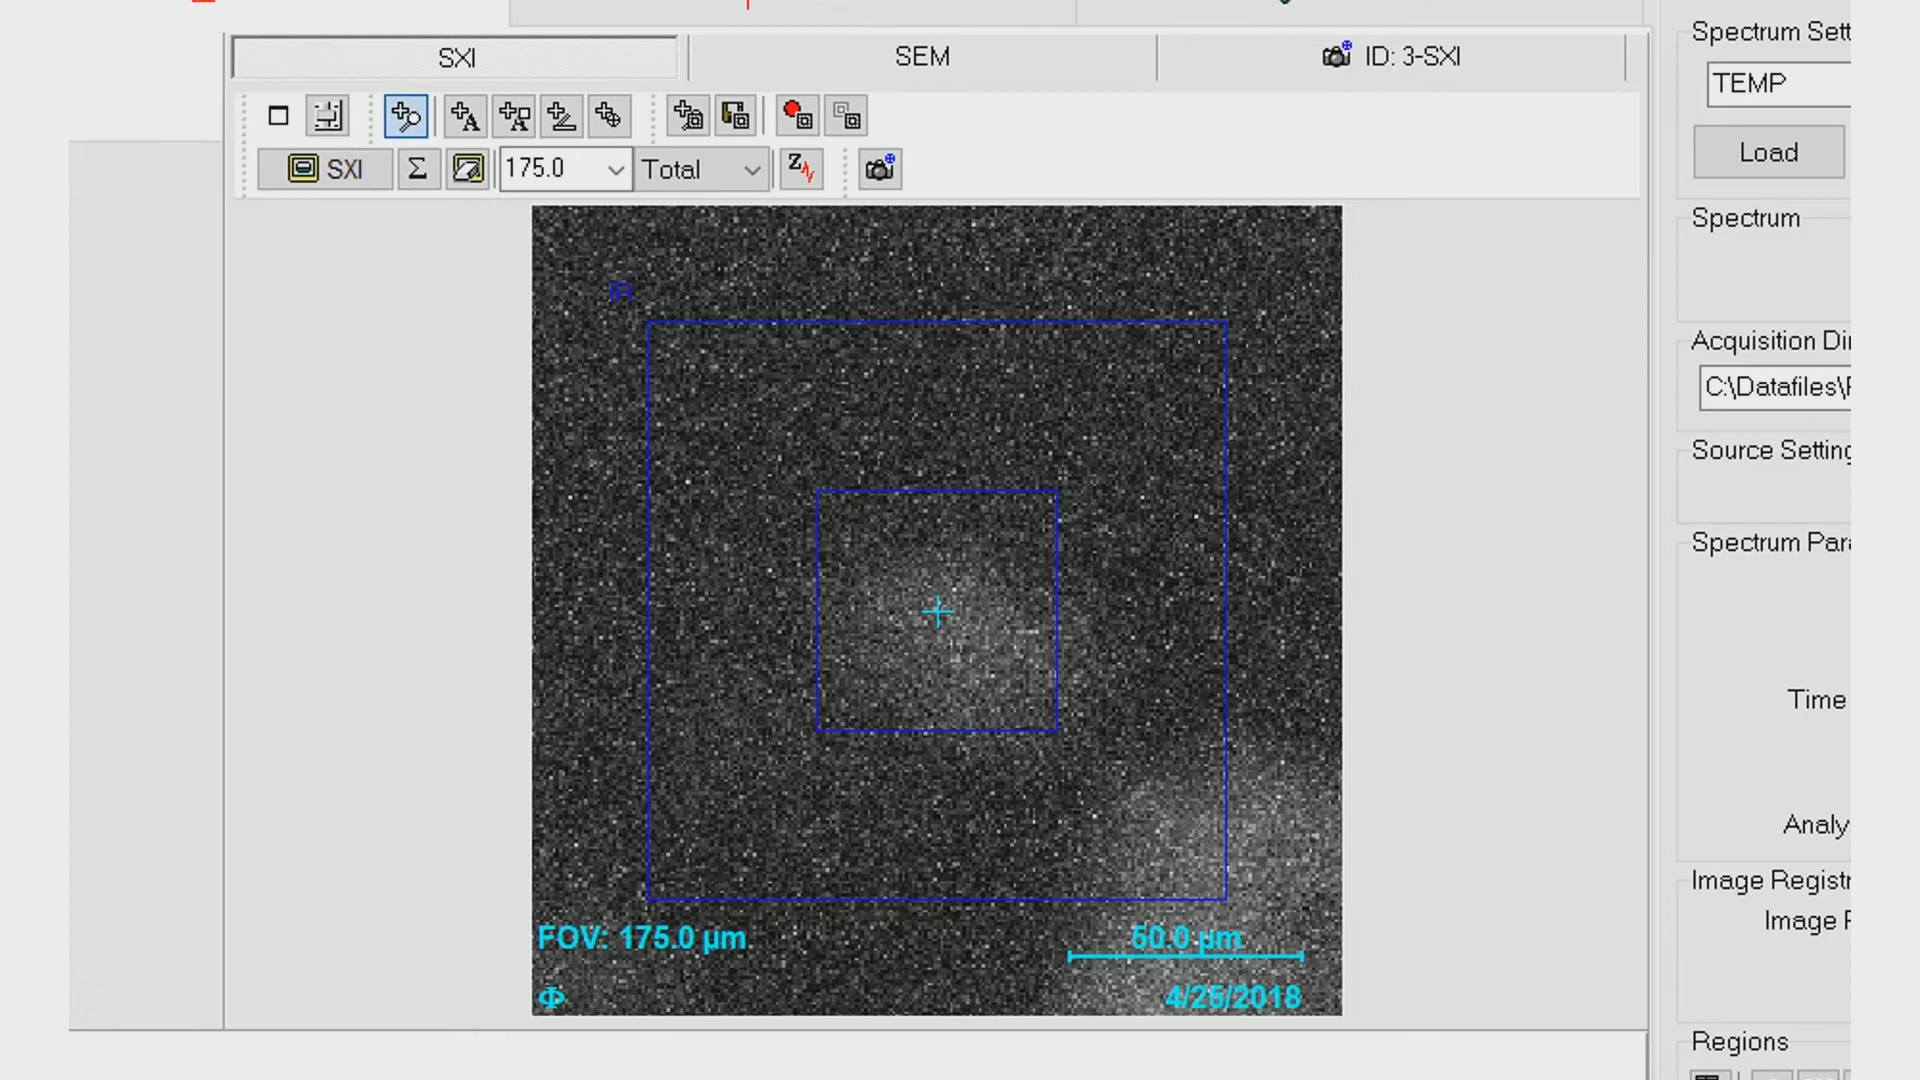 SXI
SEM
ID: 3-SXI
SXI
Σ
175.0
Total
IR
FOV: 175.0 µm
50.0 µm
Φ
4/25/2018
Spectrum Sett
TEMP
Load
Spectrum
Acquisition Dir
C:\Datafiles\
Source Setting
Spectrum Para
Time
Analy
Image Registr
Image
Regions